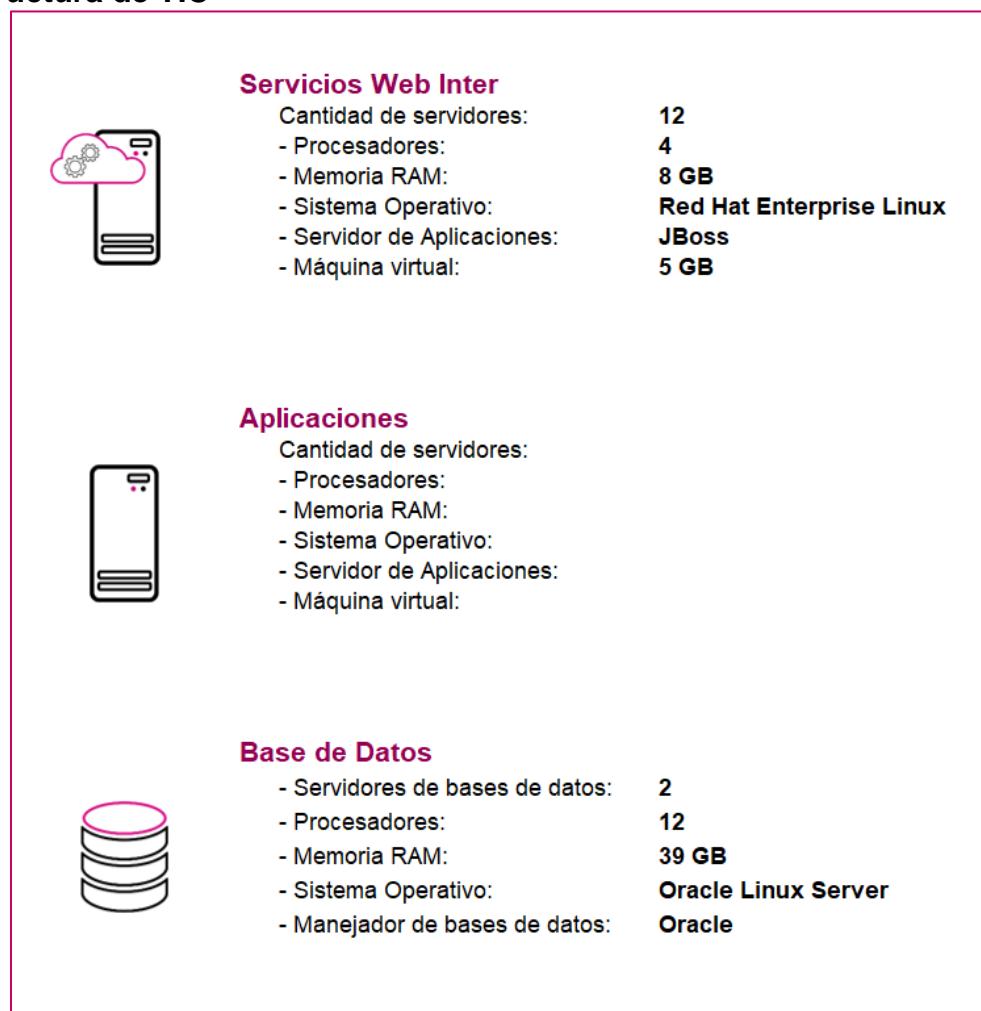 Servicios Web Inter
Cantidad de servidores: 12
- Procesadores: 4
- Memoria RAM: 8 GB
- Sistema Operativo: Red Hat Enterprise Linux
- Servidor de Aplicaciones: JBoss
- Máquina virtual: 5 GB
Aplicaciones
Cantidad de servidores:
- Procesadores:
- Memoria RAM:
- Sistema Operativo:
- Servidor de Aplicaciones:
- Máquina virtual:
Base de Datos
- Servidores de bases de datos: 2
- Procesadores: 12
- Memoria RAM: 39 GB
- Sistema Operativo: Oracle Linux Server
- Manejador de bases de datos: Oracle